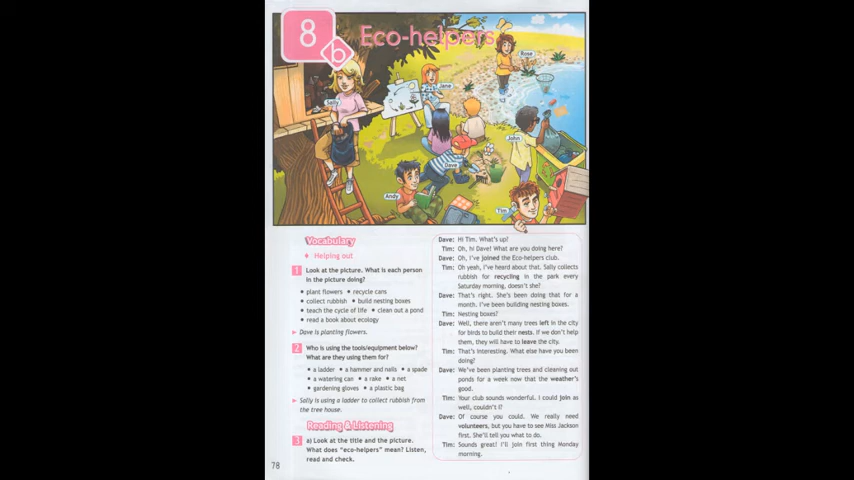 8
b
Eco-helpers
Rose
Jane
Sally
John
Dave
Andy
Tim
Vocabulary
Helping out
1 Look at the picture. What is each person
in the picture doing?
• plant flowers • recycle cans
• collect rubbish • build nesting boxes
• teach the cycle of life • clean out a pond
• read a book about ecology
Dave is planting flowers.
2 Who is using the tools/equipment below?
What are they using them for?
• a ladder • a hammer and nails • a spade
• a watering can • a rake • a net
• gardening gloves • a plastic bag
Sally is using a ladder to collect rubbish from
the tree house.
Reading & Listening
3 a) Look at the title and the picture.
What does "eco-helpers" mean? Listen,
read and check.
78
Dave: Hi Tim. What's up?
Tim: Oh, hi Dave! What are you doing here?
Dave: Oh, I've joined the Eco-helpers club.
Tim: Oh yeah, I've heard about that. Sally collects
rubbish for recycling in the park every
Saturday morning, doesn't she?
Dave: That's right. She's been doing that for a
month. I've been building nesting boxes.
Tim: Nesting boxes?
Dave: Well, there aren't many trees left in the city
for birds to build their nests. If we don't help
them, they will have to leave the city.
Tim: That's interesting. What else have you been
doing?
Dave: We've been planting trees and cleaning out
ponds for a week now that the weather's
good.
Tim: Your club sounds wonderful. I could join as
well, couldn't I?
Dave: Of course you could. We really need
volunteers, but you have to see Miss Jackson
first. She'll tell you what to do.
Tim: Sounds great! I'll join first thing Monday
morning.